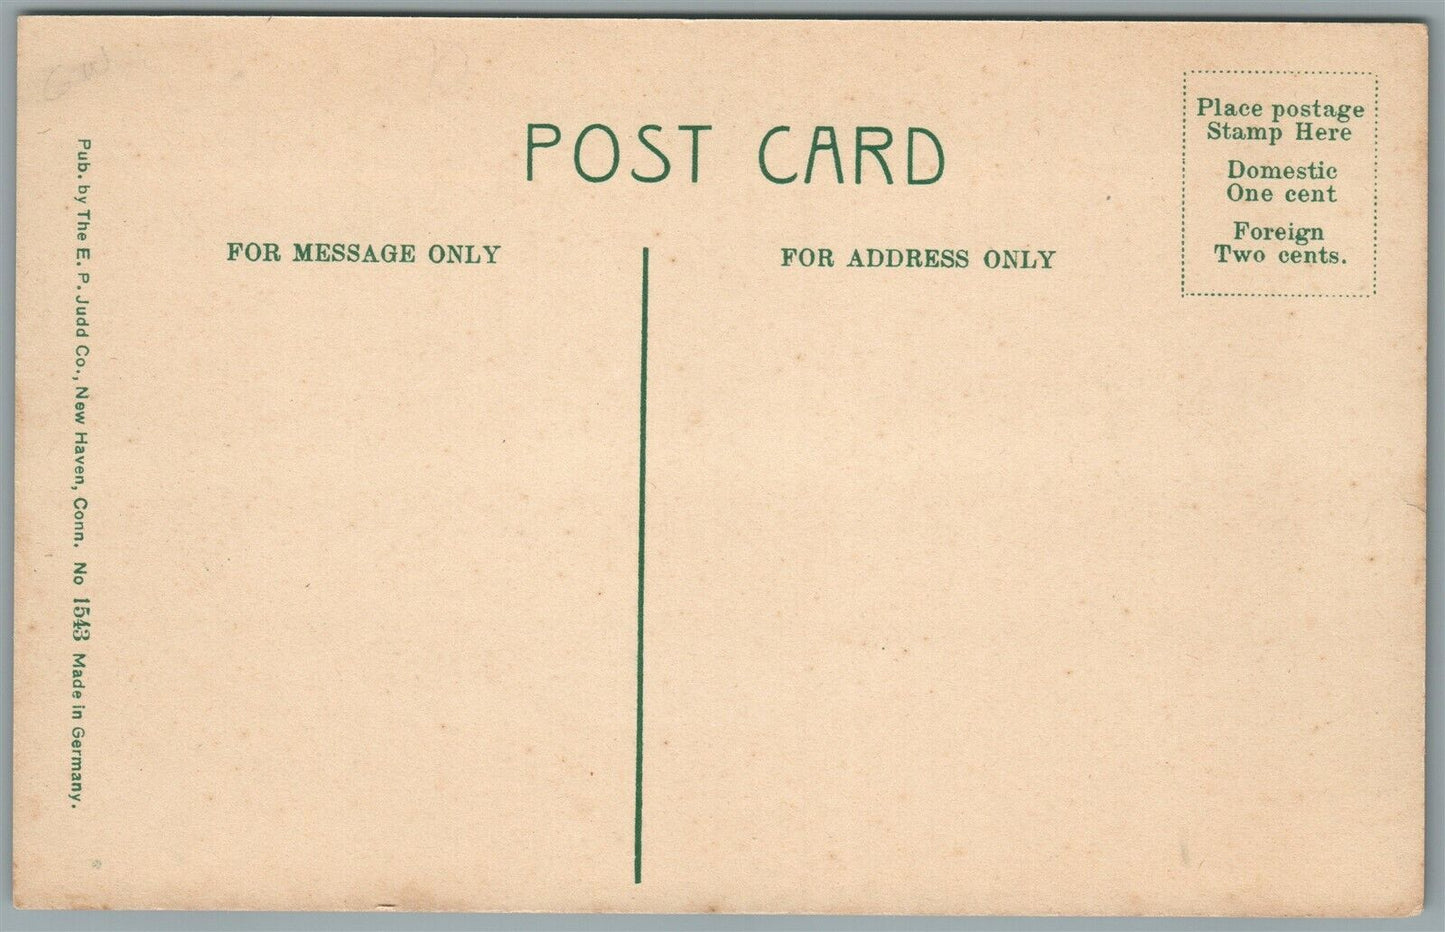 POST CARD
Place postage
Stamp Here
Domestic
One cent
Foreign
Two cents.
FOR MESSAGE ONLY
FOR ADDRESS ONLY
Pub. by The E. P. Judd Co., New Haven, Conn. No 1543 Made in Germany.